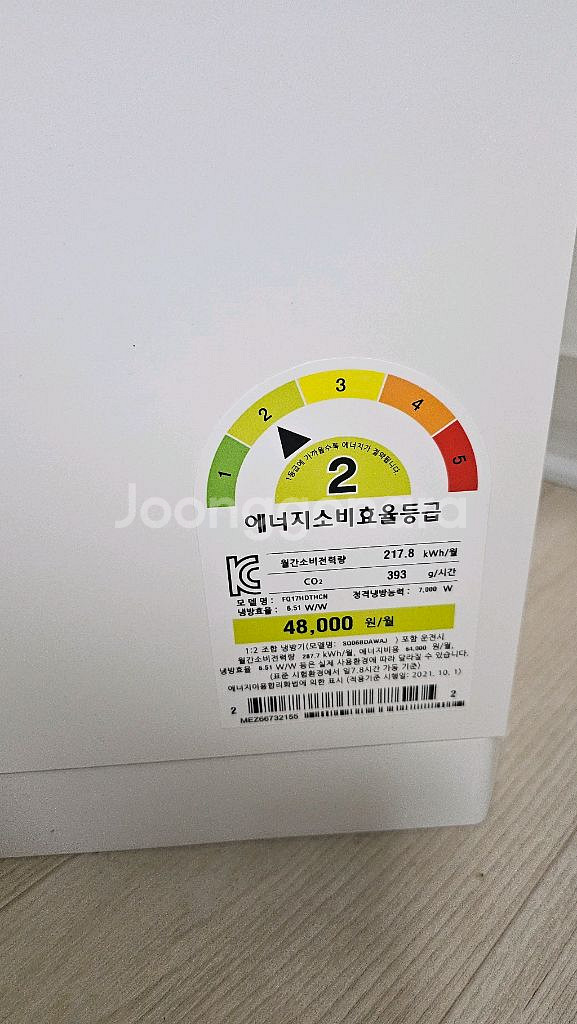 3
2
4
1
5
1등급에 가까울수록 에너지가 절약됩니다.
2
에너지소비효율등급
월간소비전력량 217.8 kWh/월
CO₂ 393 g/시간
모 델 명 : FQ17HDTHCN 정격냉방능력 : 7,000 W
냉방효율 : 6.51 W/W
48,000 원/월
1:2 조합 냉방기(모델명: SQ06BDAWAJ ) 포함 운전시
월간소비전력량 287.7 kWh/월, 에너지비용 64,000 원/월,
냉방효율 6.51 W/W 등은 실제 사용환경에 따라 달라질 수 있습니다.
(표준 시험환경에서 일7.8시간 가동 기준)
에너지이용합리화법에 의한 표시 (적용기준 시행일: 2021. 10. 1)
2 2
MEZ66732155